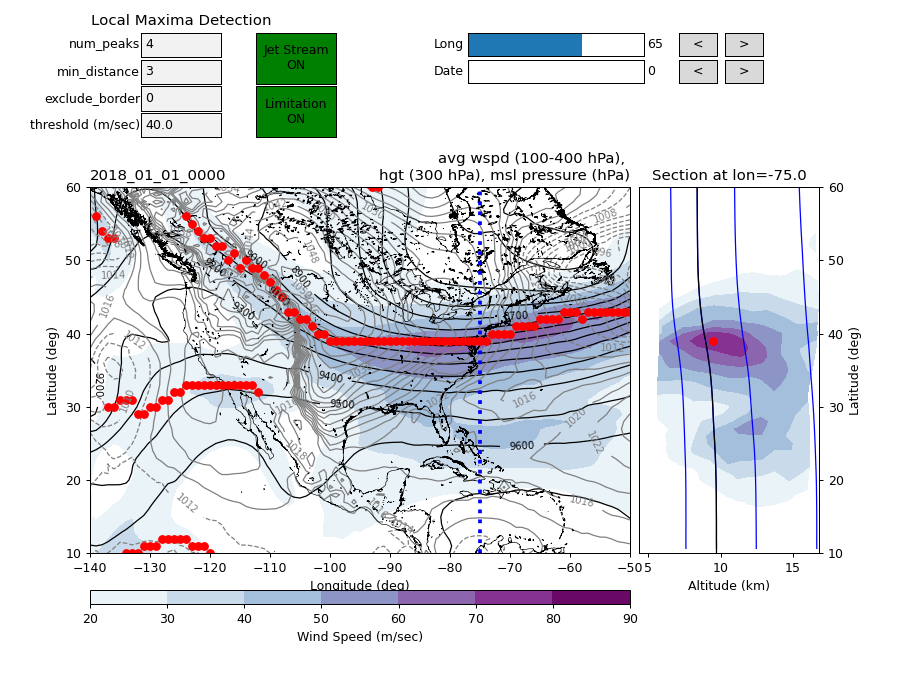 Local Maxima Detection
num_peaks 4
min_distance 3
exclude_border 0
threshold (m/sec) 40.0
Jet Stream
ON
Limitation
ON
Long 65 < >
Date 0 < >
avg wspd (100-400 hPa),
2018_01_01_0000
hgt (300 hPa), msl pressure (hPa)
Section at lon=-75.0
60
50
40
30
20
10
Latitude (deg)
1014
1016
1012
1012
9200
9300
9400
9500
9600
8700
1008
1016
1020
1022
1018
1018
−140 −130 −120 −110 −100 −90 −80 −70 −60 −50
Longitude (deg)
60
50
40
30
20
10
Latitude (deg)
5 10 15
Altitude (km)
20 30 40 50 60 70 80 90
Wind Speed (m/sec)